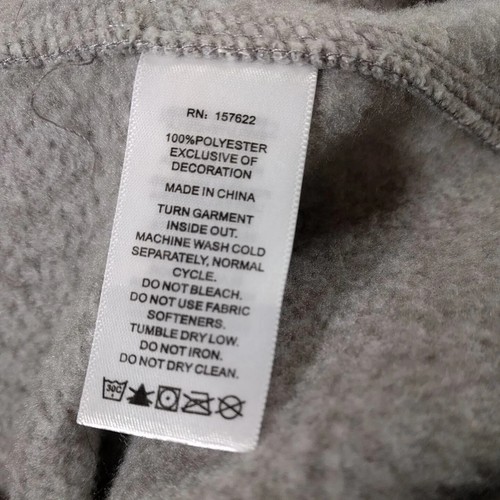 RN: 157622
100%POLYESTER
EXCLUSIVE OF
DECORATION
MADE IN CHINA
TURN GARMENT
INSIDE OUT.
MACHINE WASH COLD
SEPARATELY, NORMAL
CYCLE.
DO NOT BLEACH.
DO NOT USE FABRIC
SOFTENERS.
TUMBLE DRY LOW.
DO NOT IRON.
DO NOT DRY CLEAN.
30C